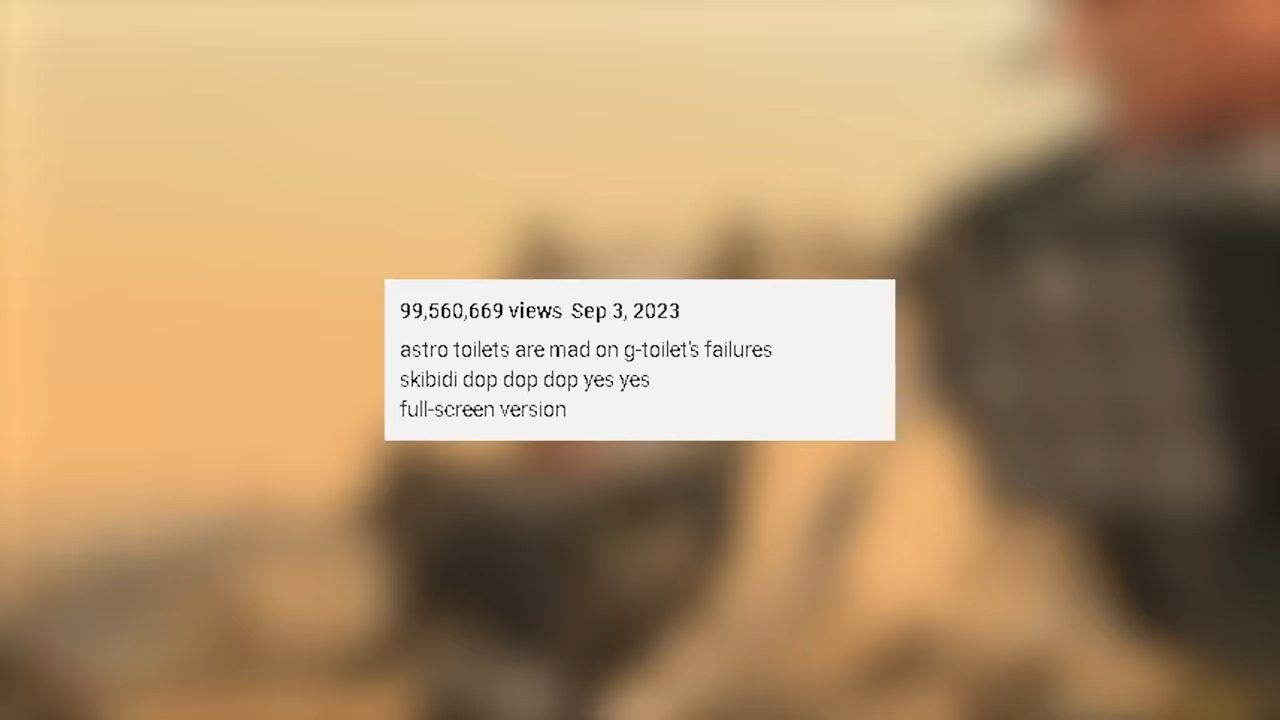 99,560,669 views Sep 3, 2023
astro toilets are mad on g-toilet's failures
skibidi dop dop dop yes yes
full-screen version